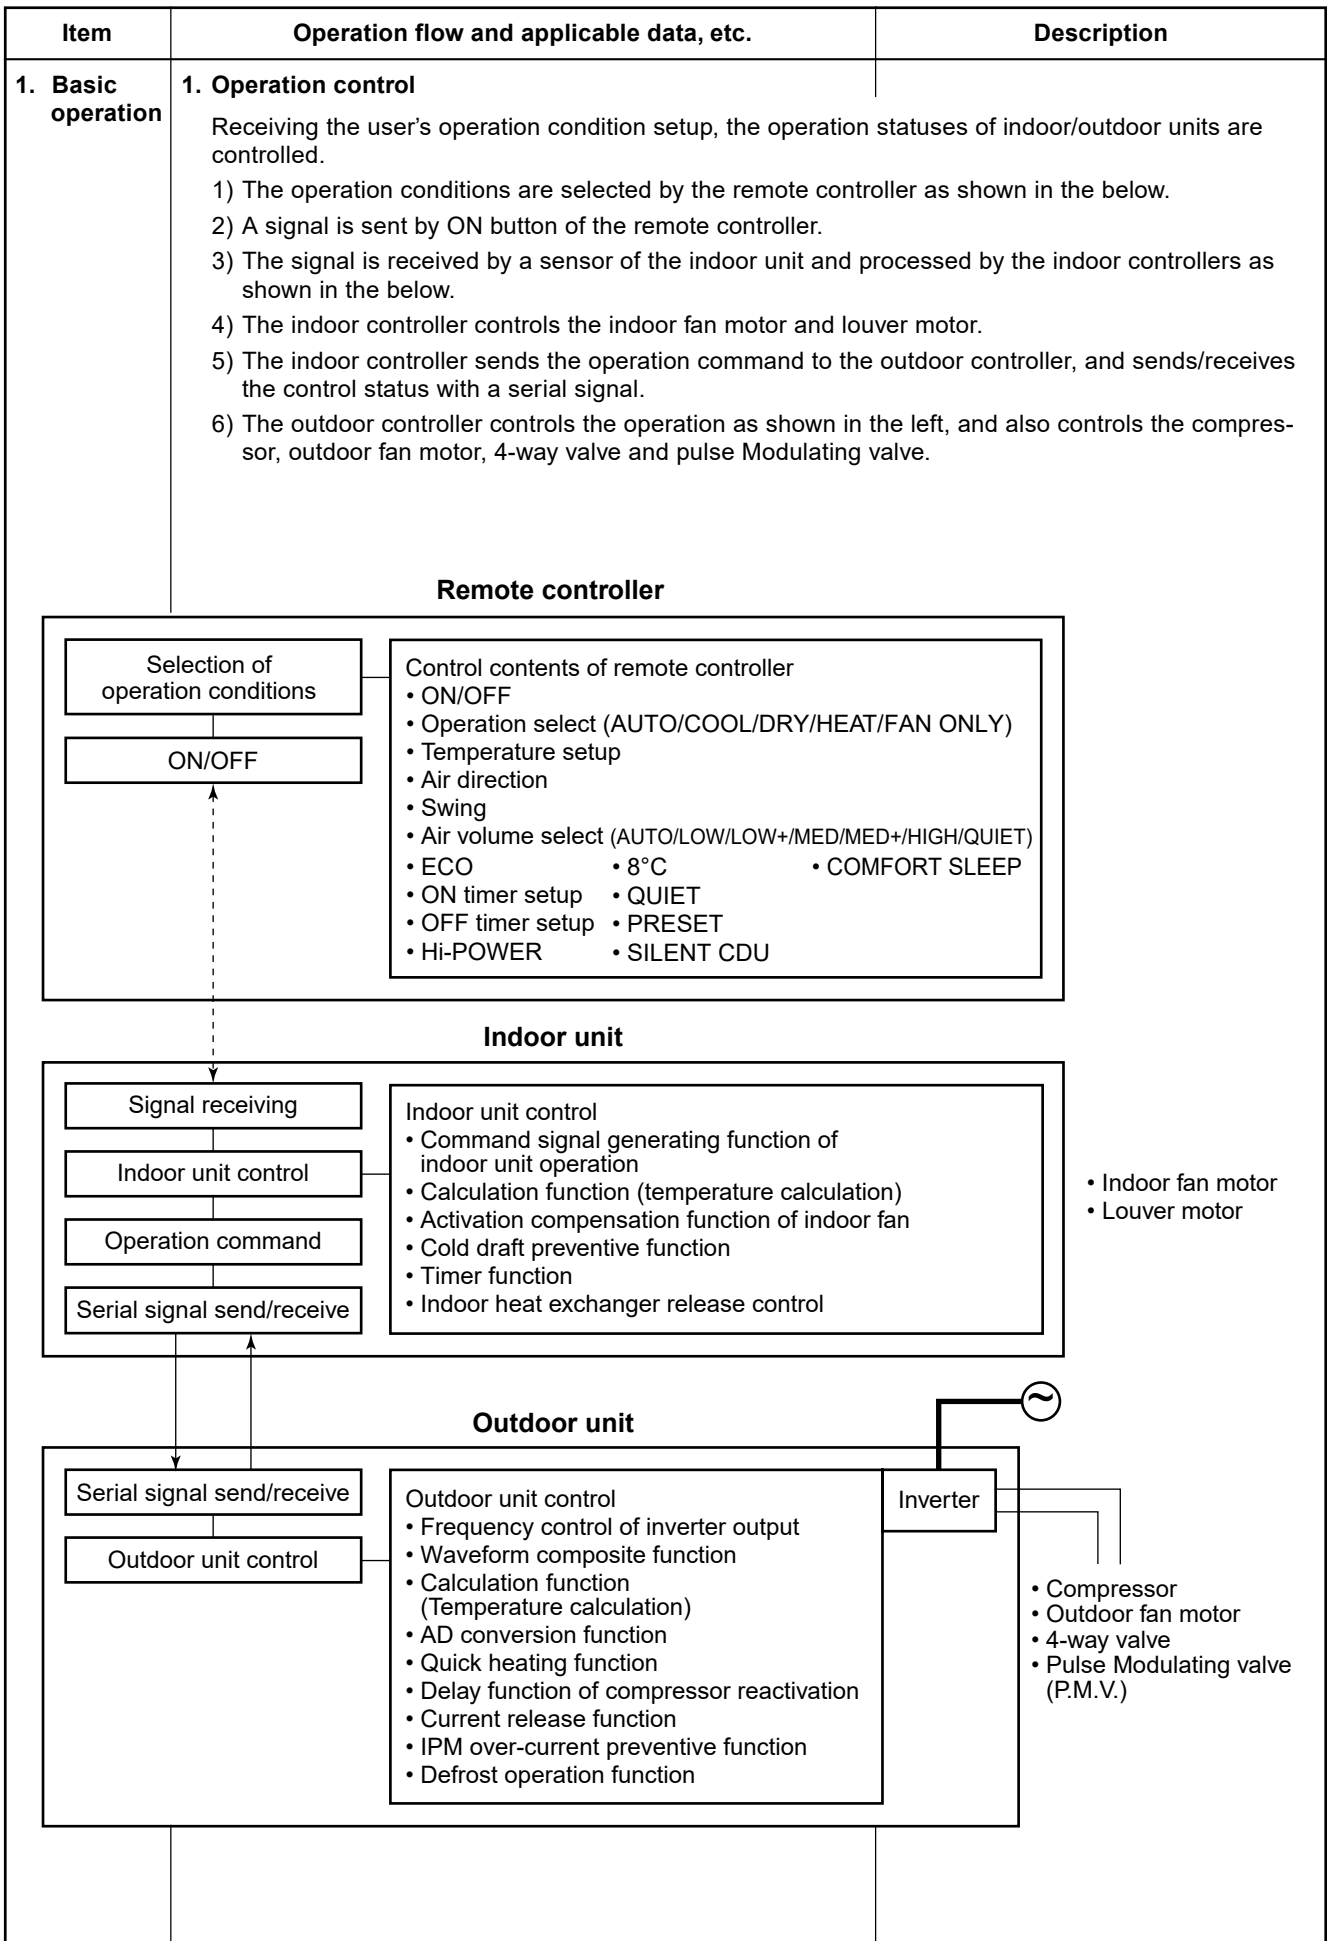 Item
Operation flow and applicable data, etc.
Description
1. Basic
operation
1. Operation control
Receiving the user's operation condition setup, the operation statuses of indoor/outdoor units are
controlled.
1) The operation conditions are selected by the remote controller as shown in the below.
2) A signal is sent by ON button of the remote controller.
3) The signal is received by a sensor of the indoor unit and processed by the indoor controllers as
shown in the below.
4) The indoor controller controls the indoor fan motor and louver motor.
5) The indoor controller sends the operation command to the outdoor controller, and sends/receives
the control status with a serial signal.
6) The outdoor controller controls the operation as shown in the left, and also controls the compres-
sor, outdoor fan motor, 4-way valve and pulse Modulating valve.
Remote controller
Selection of
operation conditions
ON/OFF
Control contents of remote controller
• ON/OFF
• Operation select (AUTO/COOL/DRY/HEAT/FAN ONLY)
• Temperature setup
• Air direction
• Swing
• Air volume select (AUTO/LOW/LOW+/MED/MED+/HIGH/QUIET)
• ECO • 8°C • COMFORT SLEEP
• ON timer setup • QUIET
• OFF timer setup • PRESET
• Hi-POWER • SILENT CDU
Indoor unit
Signal receiving
Indoor unit control
Operation command
Serial signal send/receive
Indoor unit control
• Command signal generating function of
indoor unit operation
• Calculation function (temperature calculation)
• Activation compensation function of indoor fan
• Cold draft preventive function
• Timer function
• Indoor heat exchanger release control
• Indoor fan motor
• Louver motor
~
Outdoor unit
Serial signal send/receive
Outdoor unit control
Outdoor unit control
• Frequency control of inverter output
• Waveform composite function
• Calculation function
(Temperature calculation)
• AD conversion function
• Quick heating function
• Delay function of compressor reactivation
• Current release function
• IPM over-current preventive function
• Defrost operation function
Inverter
• Compressor
• Outdoor fan motor
• 4-way valve
• Pulse Modulating valve
(P.M.V.)